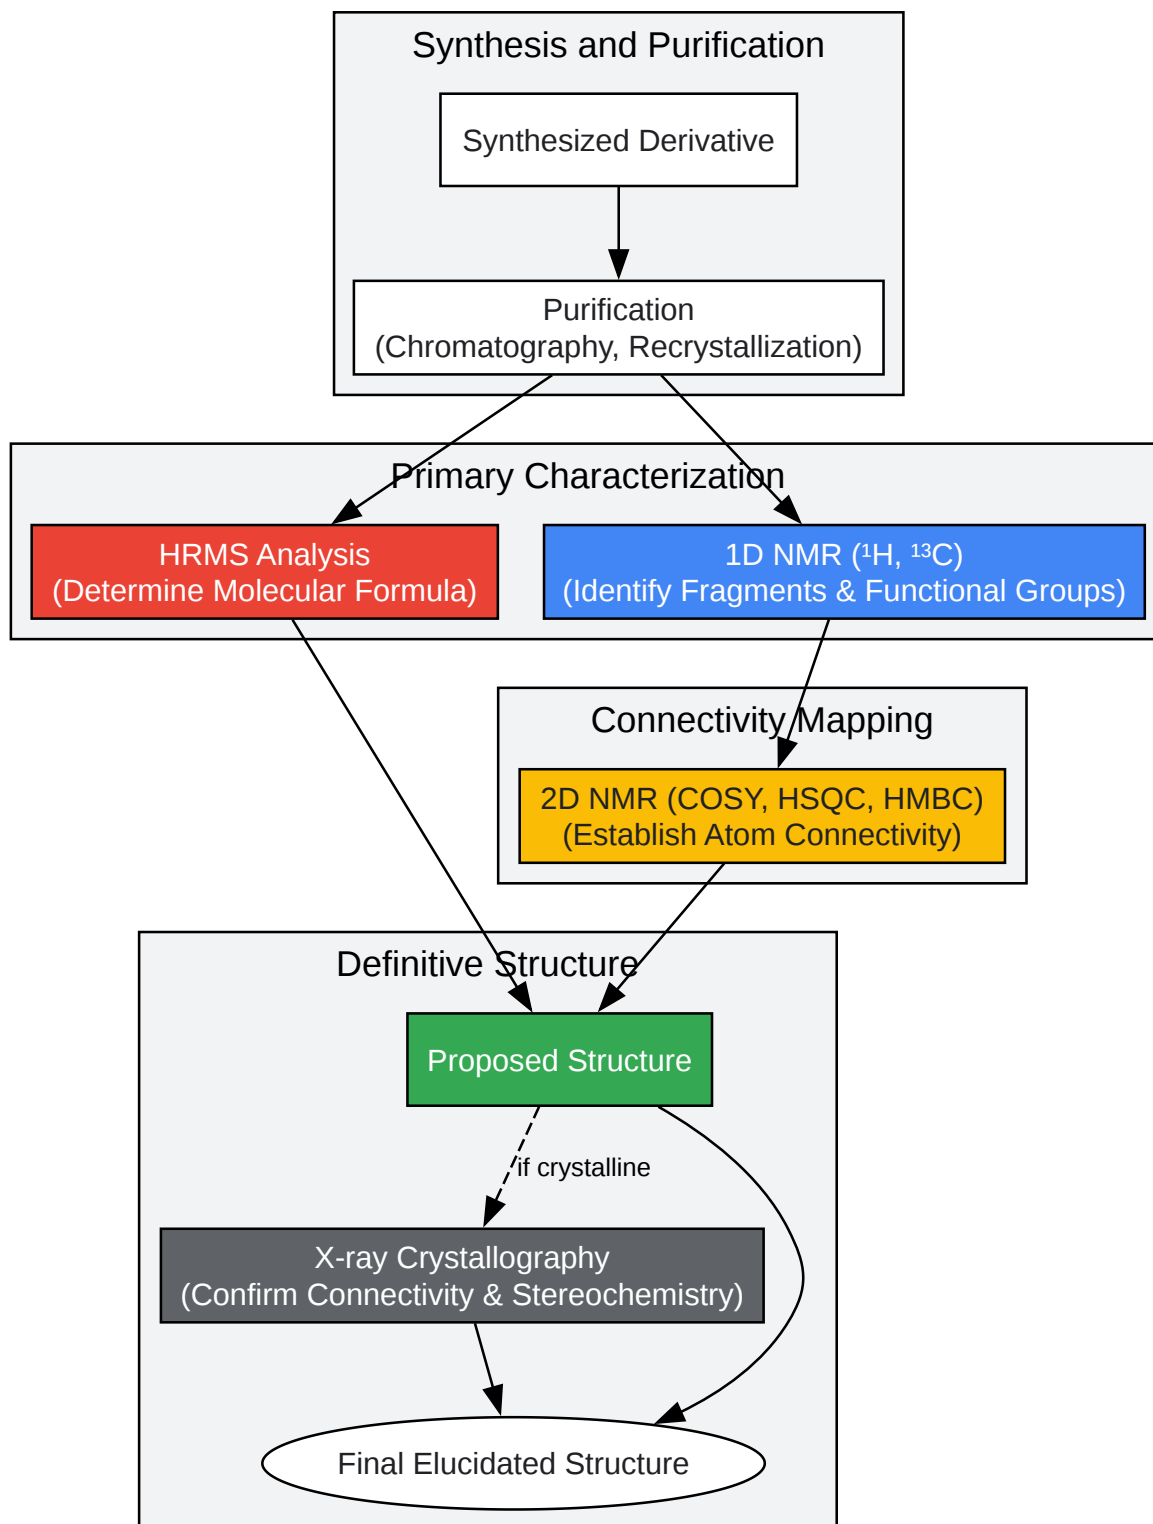 Synthesis and Purification
Synthesized Derivative
Purification
(Chromatography, Recrystallization)
Primary Characterization
HRMS Analysis
(Determine Molecular Formula)
1D NMR (¹H, ¹³C)
(Identify Fragments & Functional Groups)
Connectivity Mapping
2D NMR (COSY, HSQC, HMBC)
(Establish Atom Connectivity)
Definitive Structure
Proposed Structure
if crystalline
X-ray Crystallography
(Confirm Connectivity & Stereochemistry)
Final Elucidated Structure